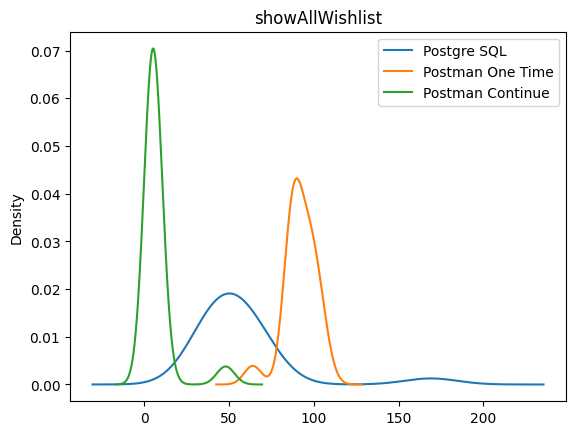 showAllWishlist
Postgre SQL
Postman One Time
Postman Continue
Density
0.07
0.06
0.05
0.04
0.03
0.02
0.01
0.00
0
50
100
150
200